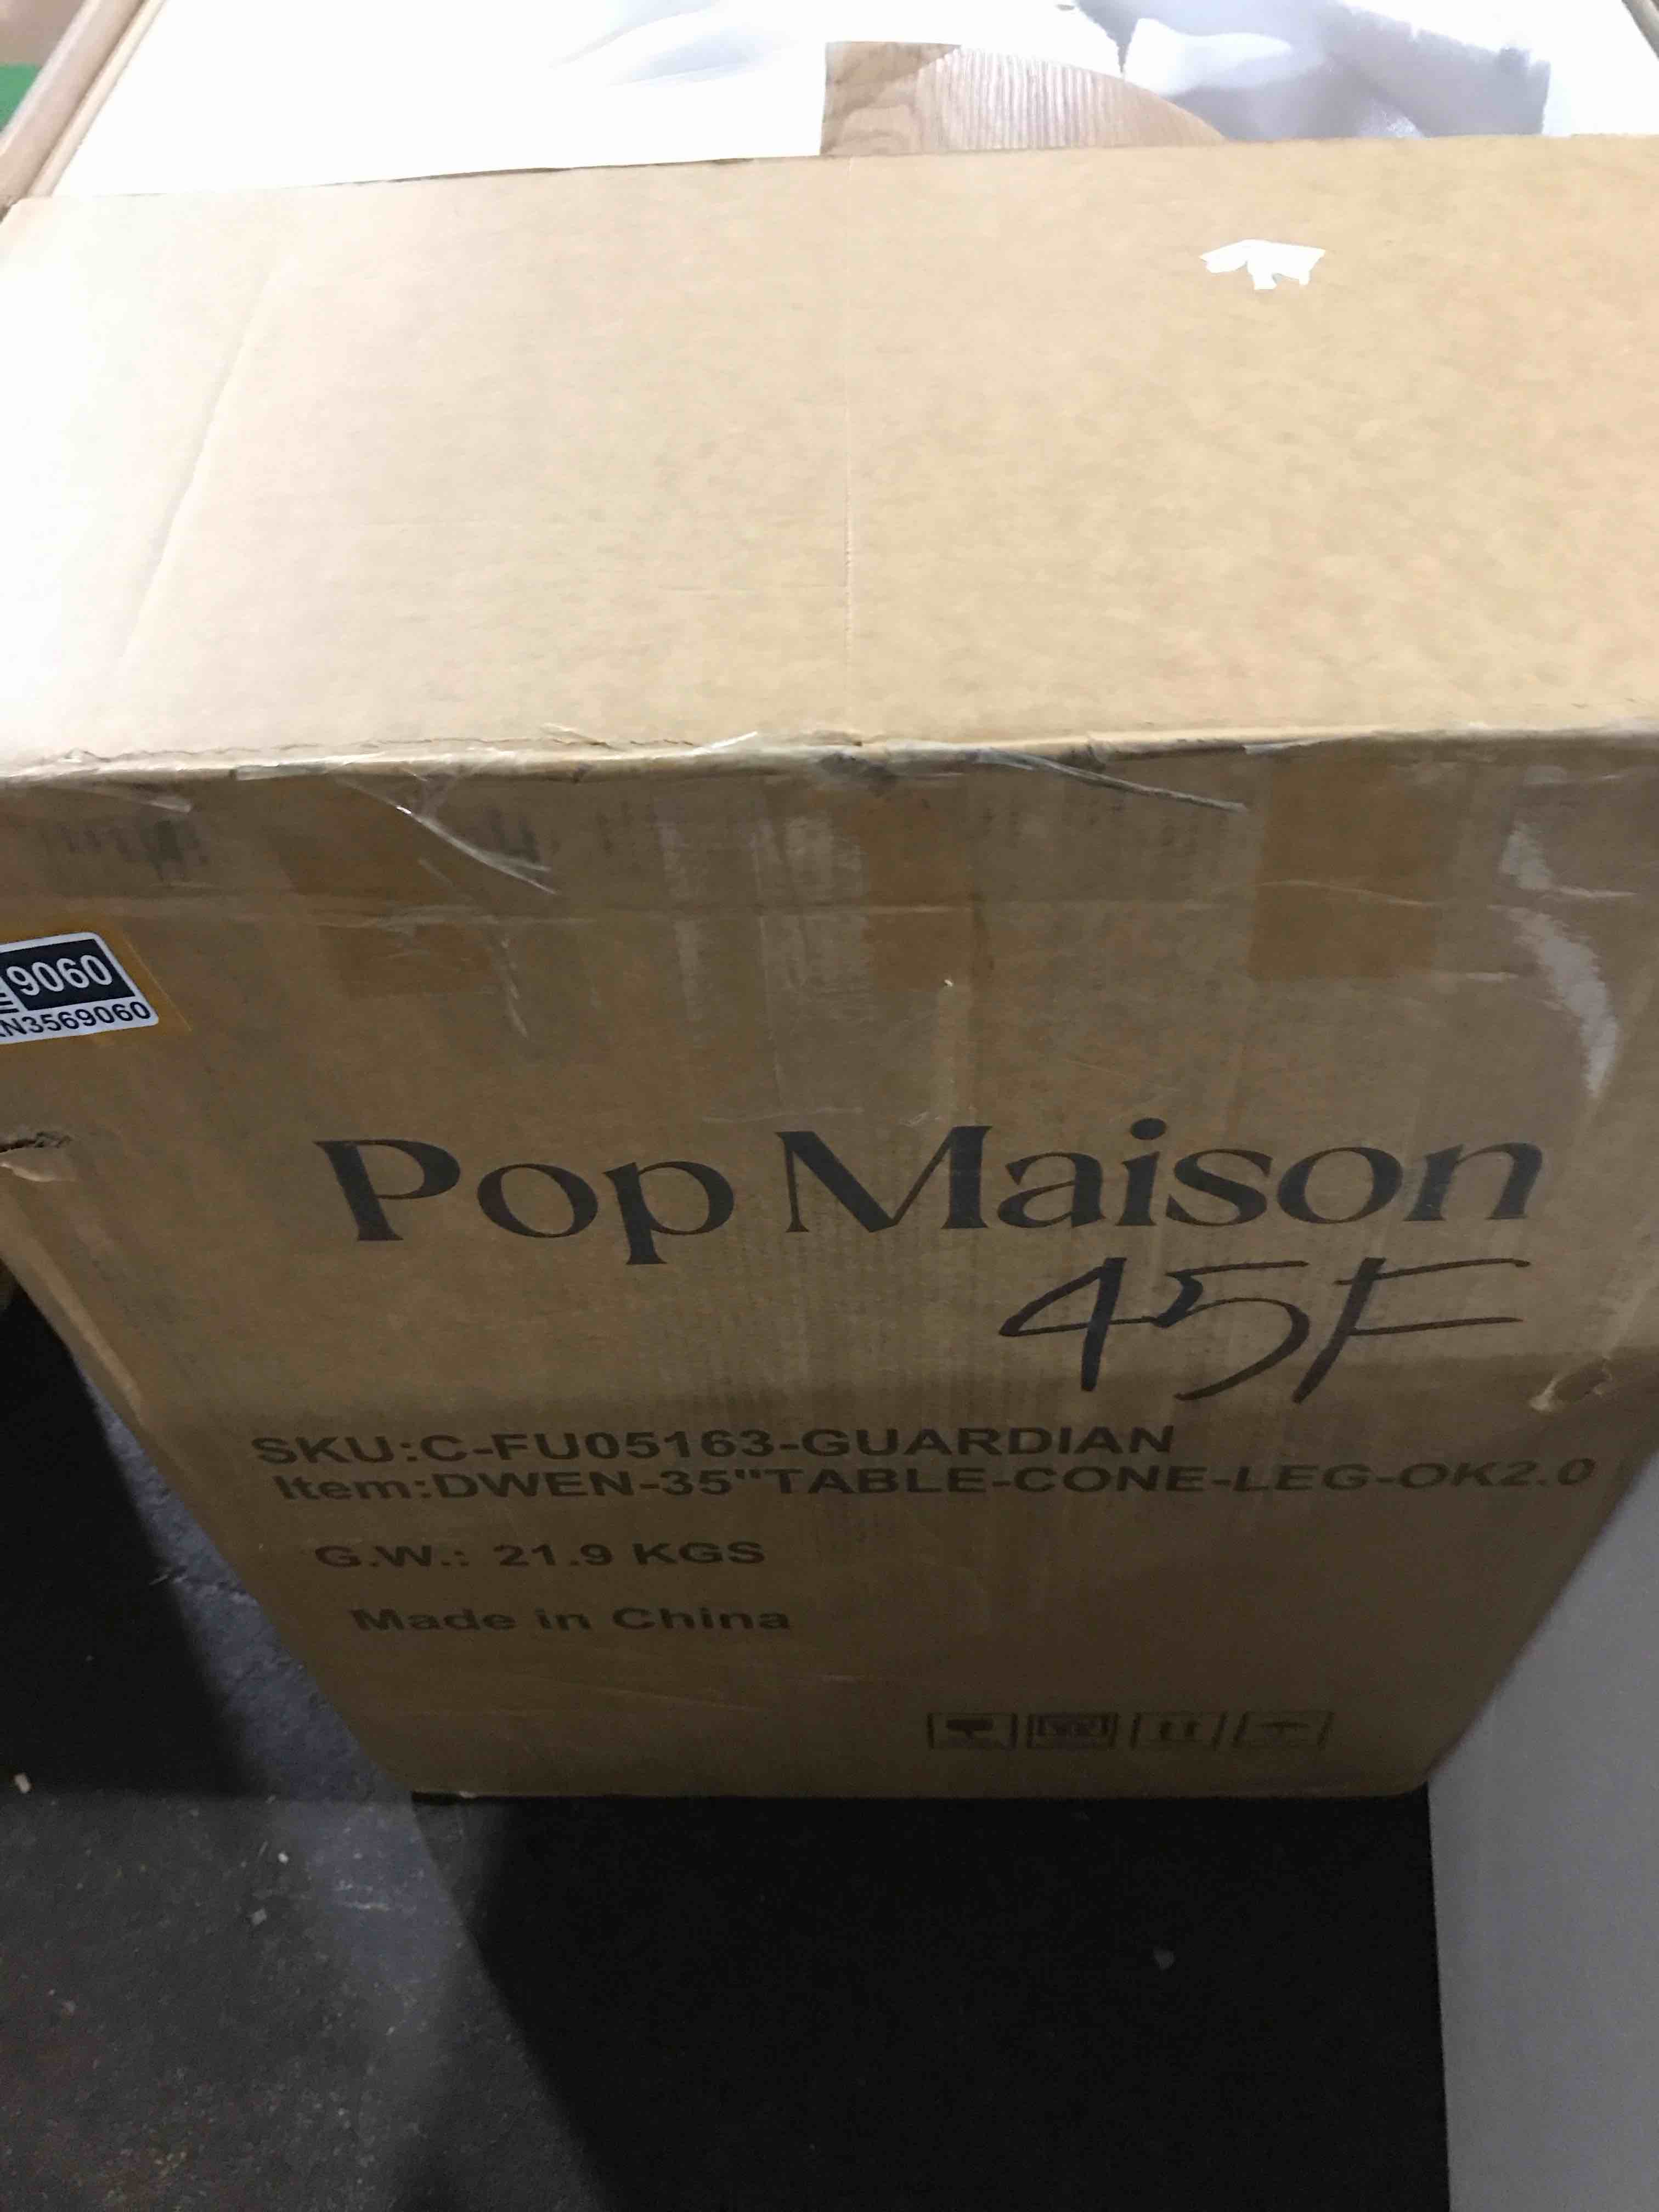 9060
N3569060
Pop Maison
45F
SKU:C-FU05163-GUARDIAN
Item:DWEN-35"TABLE-CONE-LEG-OK2.0
G.W.: 21.9 KGS
Made in China